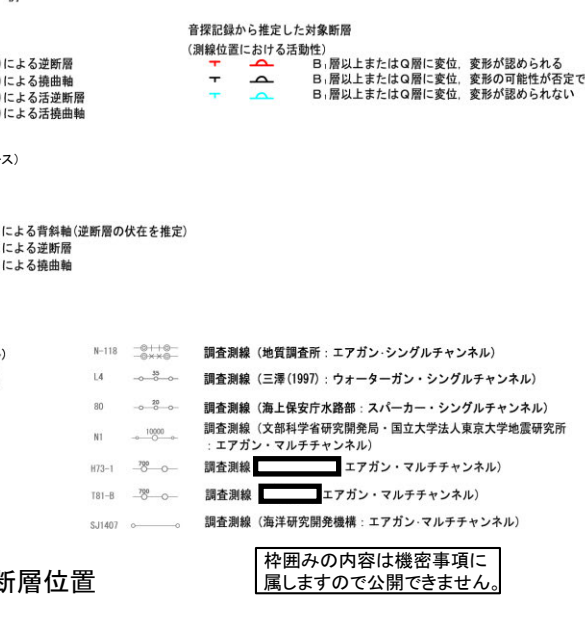 音探記録から推定した対象断層
(測線位置における活動性)
による逆断層
B₁層以上またはQ層に変位，変形が認められる
による撓曲軸
B₁層以上またはQ層に変位，変形の可能性が否定で
による活逆断層
B₁層以上またはQ層に変位，変形が認められない
による活撓曲軸
ス）
による背斜軸(逆断層の伏在を推定)
による逆断層
による撓曲軸
N-118 調査測線（地質調査所：エアガン･シングルチャンネル）
L4 35 調査測線（三澤(1997)：ウォーターガン・シングルチャンネル）
80 20 調査測線（海上保安庁水路部：スパーカー・シングルチャンネル）
N1 10000 調査測線（文部科学省研究開発局・国立大学法人東京大学地震研究所
：エアガン・マルチチャンネル）
H73-1 700 調査測線 エアガン・マルチチャンネル）
T81-B 700 調査測線 エアガン・マルチチャンネル）
SJ1407 調査測線（海洋研究開発機構：エアガン･マルチチャンネル）
枠囲みの内容は機密事項に
属しますので公開できません。
断層位置